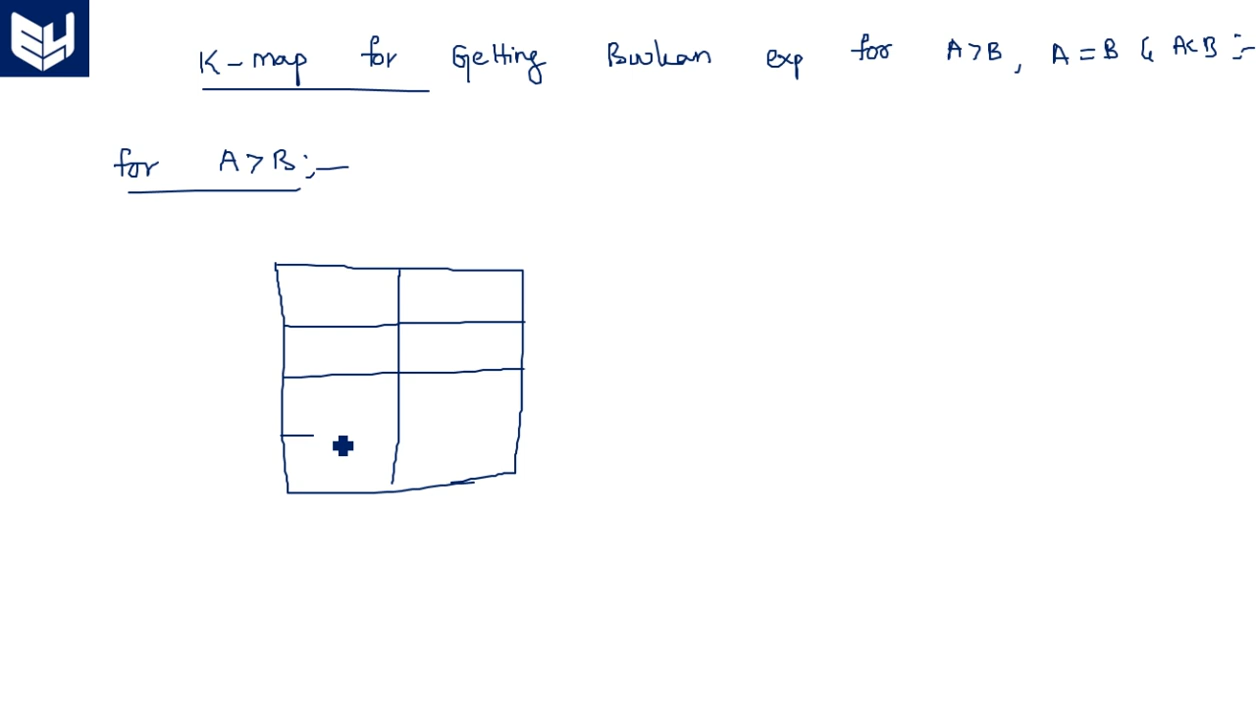 K-map for Getting Boolean exp for A>B, A=B & A<B :-
for A>B :-